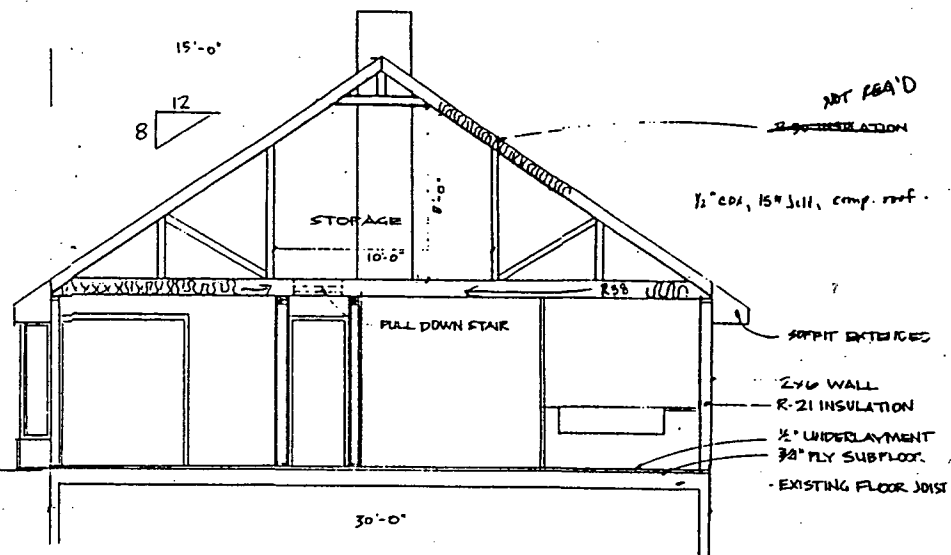 15'-0"
12
8
NOT REQ'D
R-30 INSULATION
1/2" CDX, 15# felt, comp. roof.
STORAGE
8'-0"
10'-0"
R38
?
PULL DOWN STAIR
SOFFIT EXTENDED
2x6 WALL
R-21 INSULATION
1/2" UNDERLAYMENT
3/4" PLY SUBFLOOR
EXISTING FLOOR JOIST
30'-0"